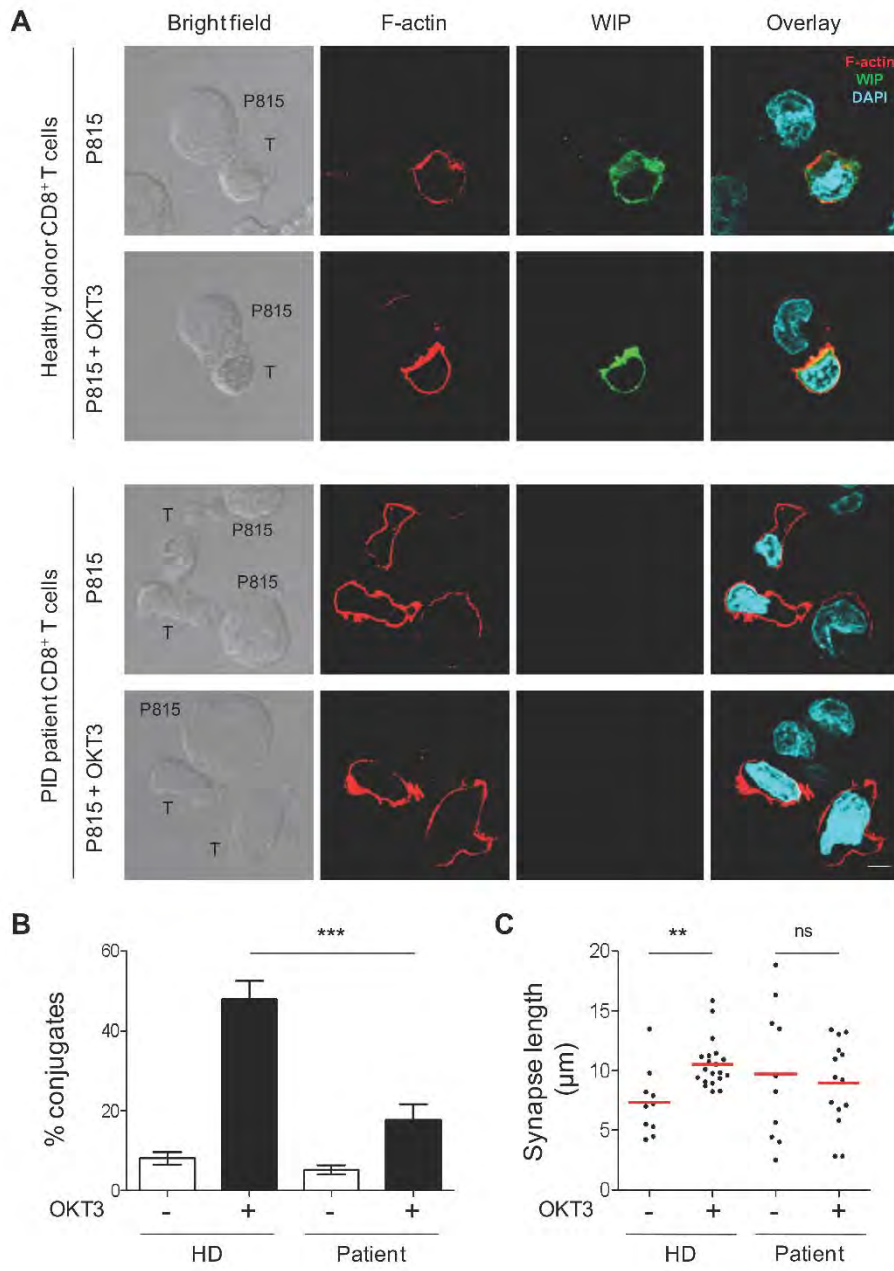 A
Bright field
F-actin
WIP
Overlay
Healthy donor CD8+ T cells
P815
P815
T
F-actin
WIP
DAPI
P815 + OKT3
P815
T
PID patient CD8+ T cells
P815
T
P815
P815
T
P815 + OKT3
P815
T
T
B
% conjugates
60
40
20
0
***
OKT3 - + - +
HD Patient
C
Synapse length
(µm)
20
15
10
5
0
** ns
OKT3 - + - +
HD Patient